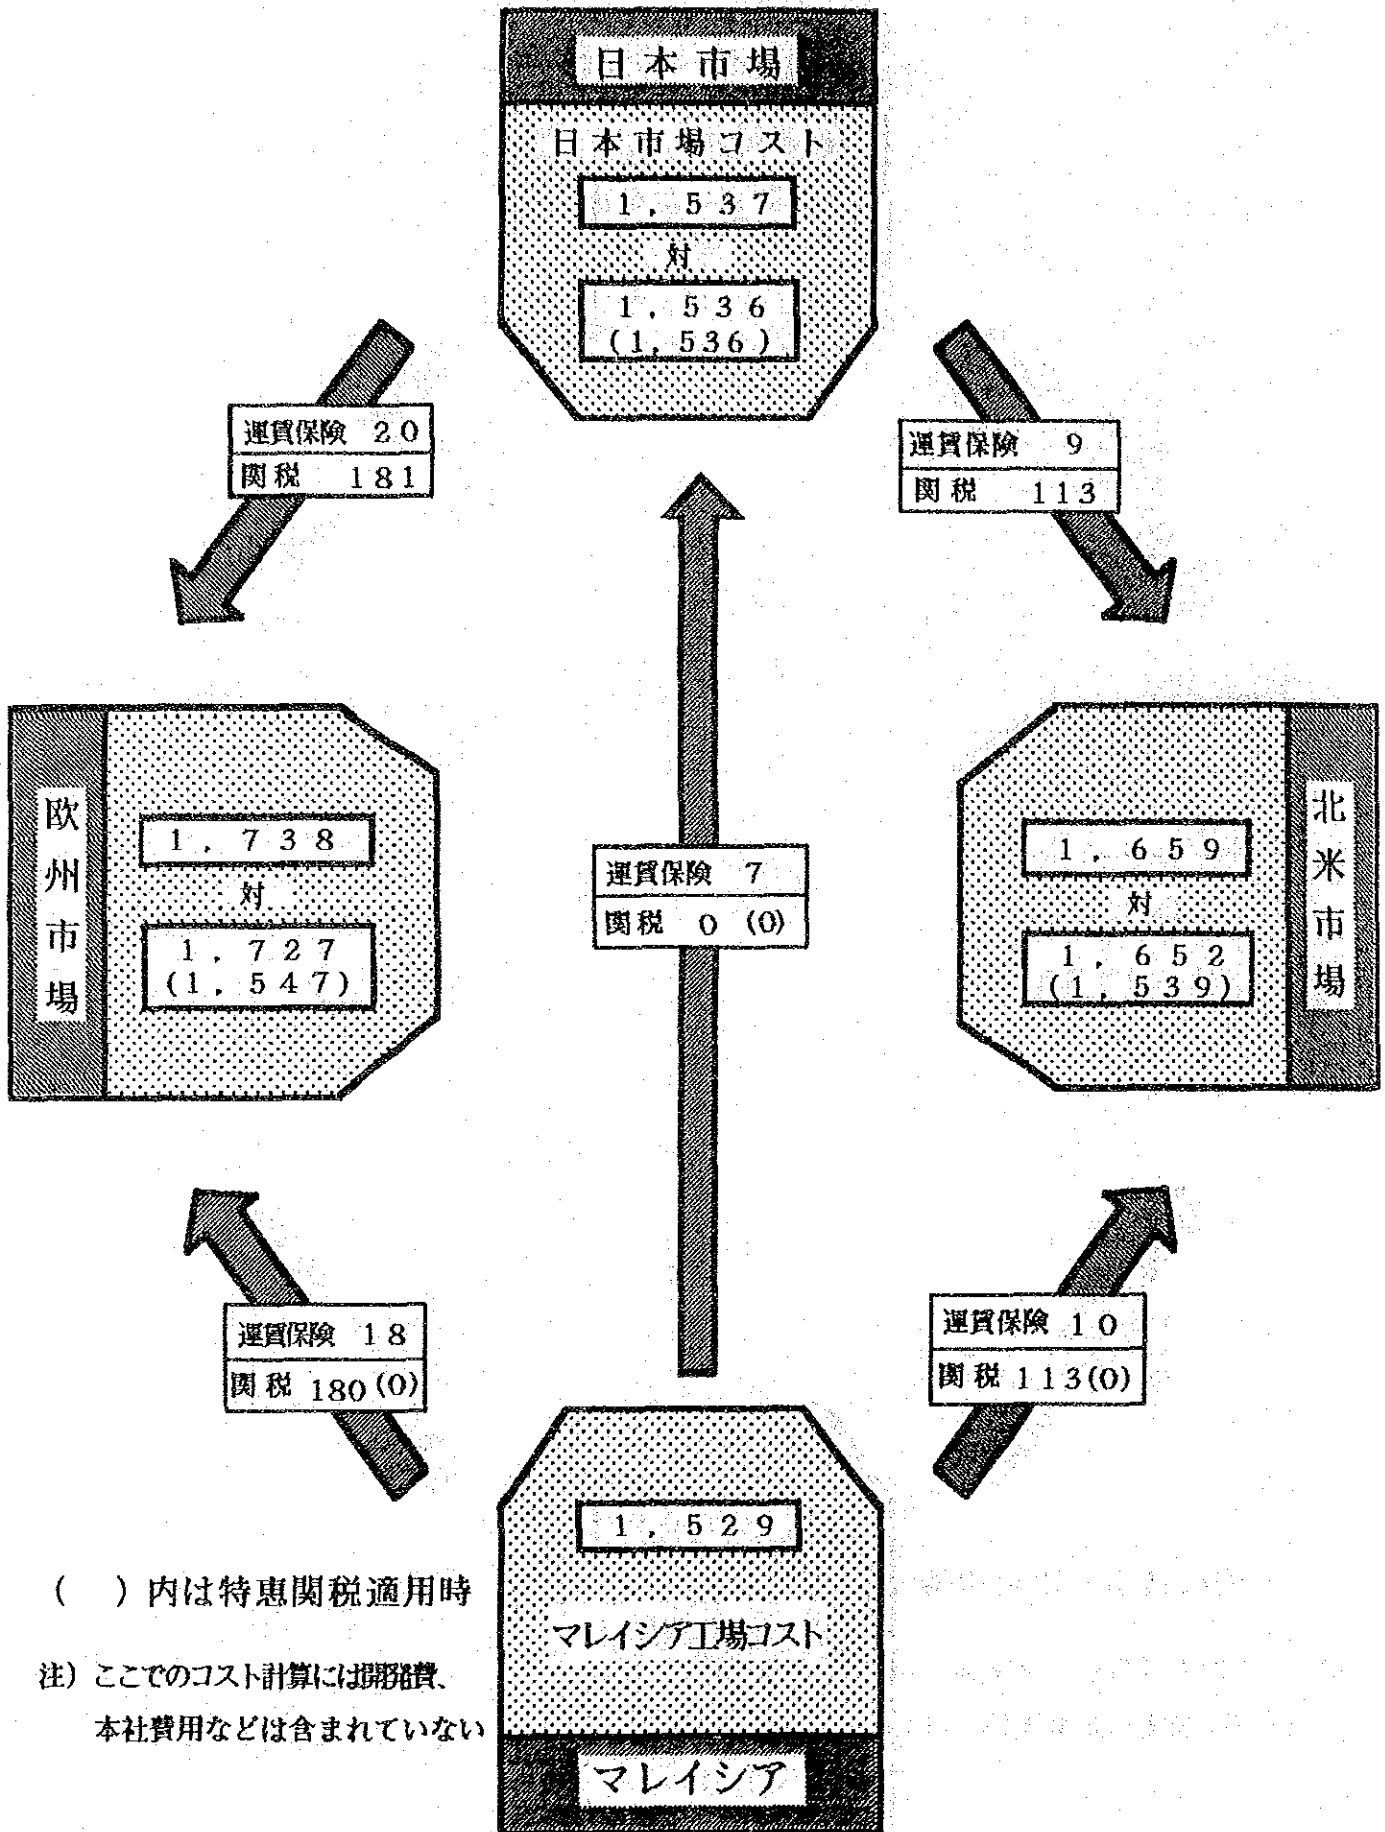 日本市場
日本市場コスト
1,537
対
1,536
(1,536)
運賃保険 20
関税 181
運賃保険 9
関税 113
欧州市場
1,738
対
1,727
(1,547)
運賃保険 7
関税 0 (0)
北米市場
1,659
対
1,652
(1,539)
運賃保険 18
関税 180(0)
運賃保険 10
関税 113(0)
1,529
マレイシア工場コスト
マレイシア
( )内は特恵関税適用時
注) ここでのコスト計算には開発費、
本社費用などは含まれていない